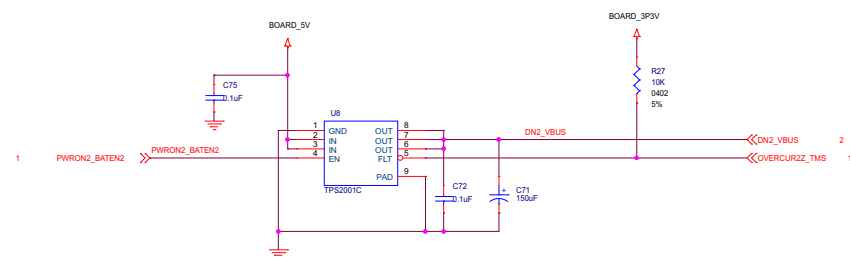 BOARD_5V
BOARD_3P3V
C75
0.1uF
R27
10K
0402
5%
U8
1 GND OUT 8
2 IN OUT 7
3 IN OUT 6
4 EN FLT 5
PAD 9
TPS2001C
DN2_VBUS
DN2_VBUS 2
1 PWRON2_BATEN2
PWRON2_BATEN2
OVERCUR2Z_TMS 1
C72
0.1uF
C71
+
150uF